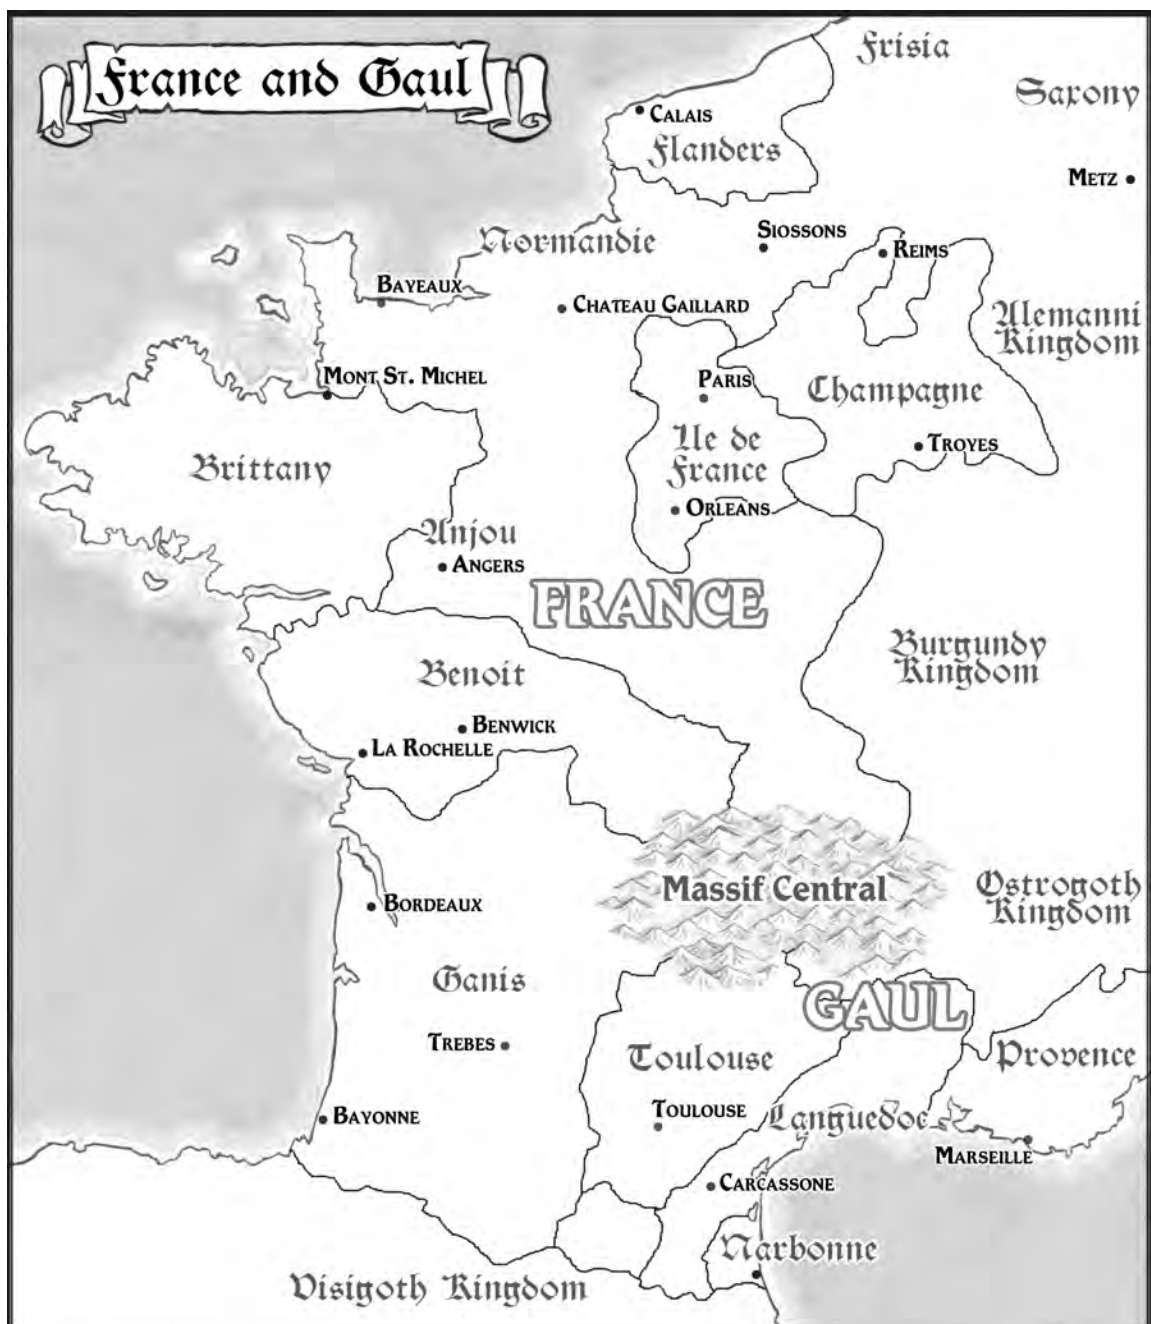 France and Gaul
Frisia
Saxony
Calais
Flanders
Metz
Normandie
Siossons
Reims
Bayeaux
Chateau Gaillard
Alemanni
Kingdom
Mont St. Michel
Paris
Champagne
Brittany
Ile de
France
Troyes
Orleans
Anjou
Angers
FRANCE
Burgundy
Kingdom
Benoit
Benwick
La Rochelle
Massif Central
Ostrogoth
Kingdom
Bordeaux
Ganis
GAUL
Trebes
Toulouse
Provence
Toulouse
Languedoc
Bayonne
Marseille
Carcassone
Narbonne
Visigoth Kingdom